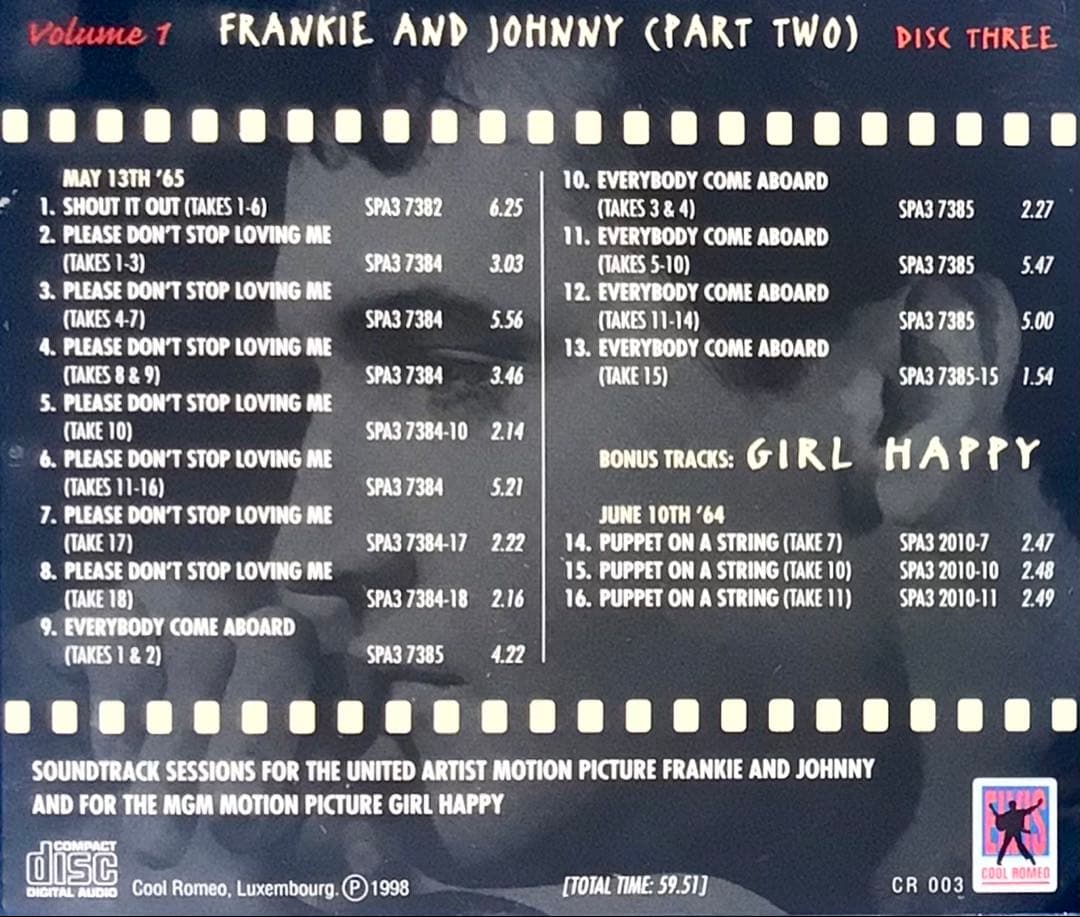 Volume 1 FRANKIE AND JOHNNY (PART TWO) DISC THREE
MAY 13TH '65
1. SHOUT IT OUT (TAKES 1-6) SPA3 7382 6.25
2. PLEASE DON'T STOP LOVING ME
(TAKES 1-3) SPA3 7384 3.03
3. PLEASE DON'T STOP LOVING ME
(TAKES 4-7) SPA3 7384 5.56
4. PLEASE DON'T STOP LOVING ME
(TAKES 8 & 9) SPA3 7384 3.46
5. PLEASE DON'T STOP LOVING ME
(TAKE 10) SPA3 7384-10 2.14
6. PLEASE DON'T STOP LOVING ME
(TAKES 11-16) SPA3 7384 5.21
7. PLEASE DON'T STOP LOVING ME
(TAKE 17) SPA3 7384-17 2.22
8. PLEASE DON'T STOP LOVING ME
(TAKE 18) SPA3 7384-18 2.16
9. EVERYBODY COME ABOARD
(TAKES 1 & 2) SPA3 7385 4.22
10. EVERYBODY COME ABOARD
(TAKES 3 & 4) SPA3 7385 2.27
11. EVERYBODY COME ABOARD
(TAKES 5-10) SPA3 7385 5.47
12. EVERYBODY COME ABOARD
(TAKES 11-14) SPA3 7385 5.00
13. EVERYBODY COME ABOARD
(TAKE 15) SPA3 7385-15 1.54
BONUS TRACKS: GIRL HAPPY
JUNE 10TH '64
14. PUPPET ON A STRING (TAKE 7) SPA3 2010-7 2.47
15. PUPPET ON A STRING (TAKE 10) SPA3 2010-10 2.48
16. PUPPET ON A STRING (TAKE 11) SPA3 2010-11 2.49
SOUNDTRACK SESSIONS FOR THE UNITED ARTIST MOTION PICTURE FRANKIE AND JOHNNY
AND FOR THE MGM MOTION PICTURE GIRL HAPPY
COMPACT
disc
DIGITAL AUDIO
Cool Romeo, Luxembourg. Ⓟ 1998
[TOTAL TIME: 59.51]
CR 003
ELVIS
COOL ROMEO